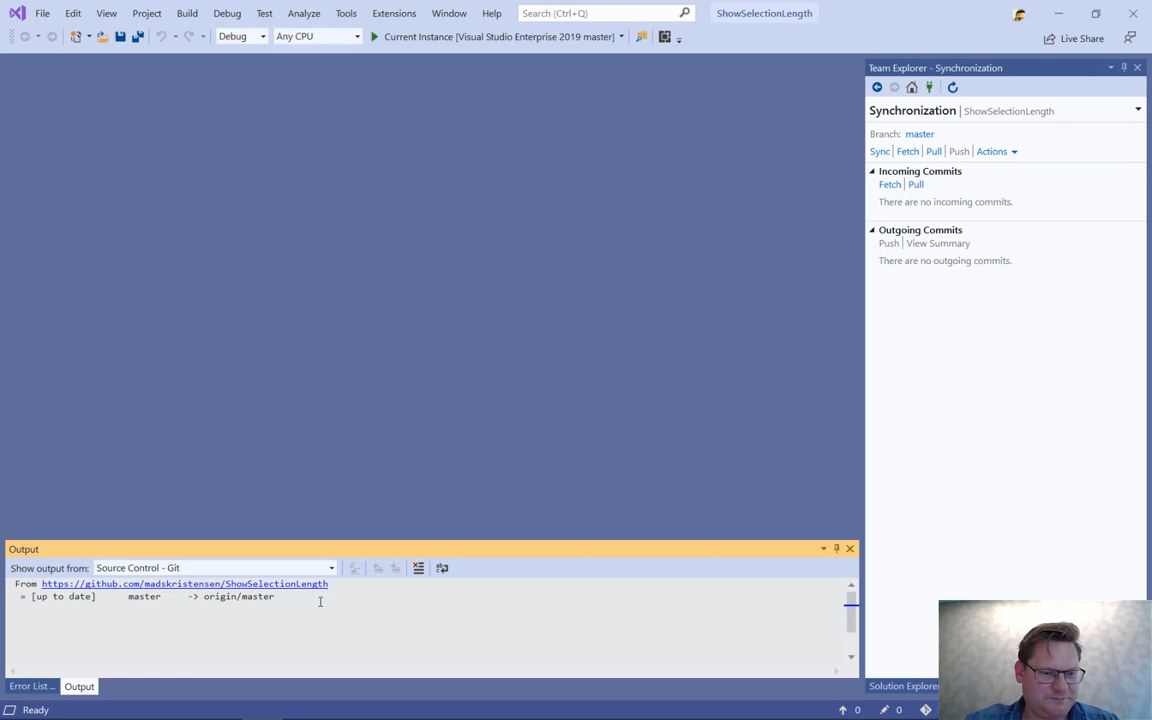 File Edit View Project Build Debug Test Analyze Tools Extensions Window Help Search (Ctrl+Q) ShowSelectionLength
Debug Any CPU Current Instance [Visual Studio Enterprise 2019 master] Live Share
Team Explorer - Synchronization
Synchronization | ShowSelectionLength
Branch: master
Sync | Fetch | Pull | Push | Actions
Incoming Commits
Fetch | Pull
There are no incoming commits.
Outgoing Commits
Push | View Summary
There are no outgoing commits.
Output
Show output from: Source Control - Git
From https://github.com/madskristensen/ShowSelectionLength
= [up to date] master -> origin/master
Error List ... Output
Solution Explorer
Ready 0 0